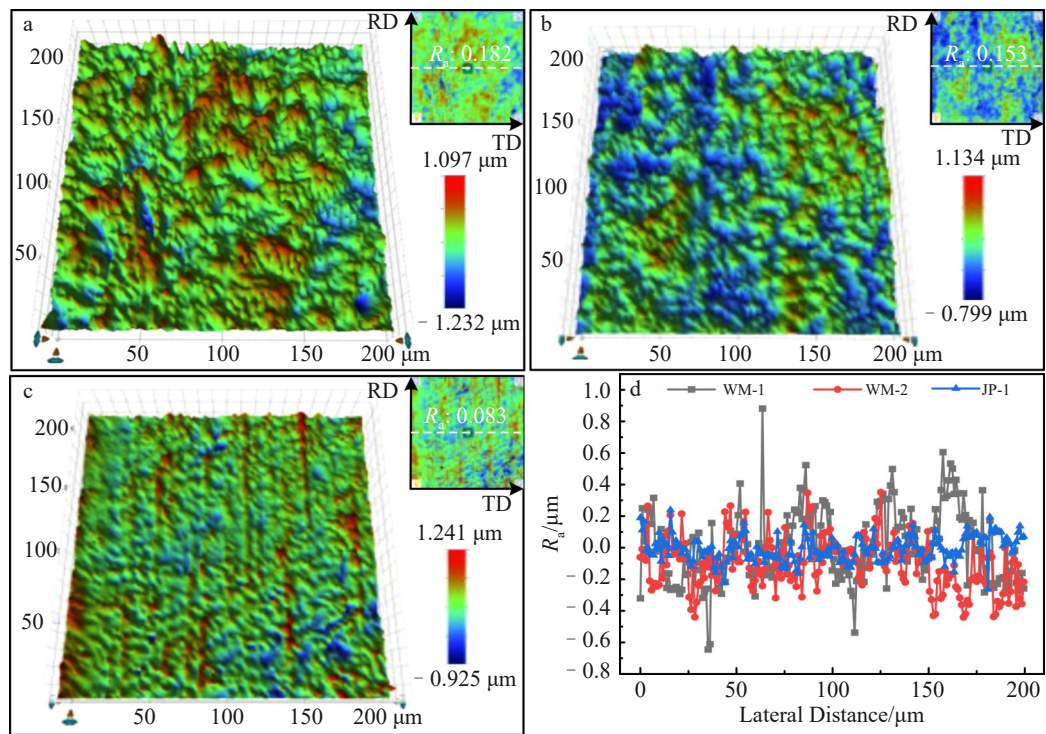 a
RD
200
150
100
50
50
100
150
200 μm
Rₐ: 0.182
TD
1.097 μm
− 1.232 μm
b
RD
200
150
100
50
50
100
150
200 μm
Rₐ: 0.153
TD
1.134 μm
− 0.799 μm
c
RD
200
150
100
50
50
100
150
200 μm
Rₐ: 0.083
TD
1.241 μm
− 0.925 μm
d
WM-1 WM-2 JP-1
1.0
0.8
0.6
0.4
0.2
0.0
− 0.2
− 0.4
− 0.6
− 0.8
Rₐ/μm
0 50 100 150 200
Lateral Distance/μm